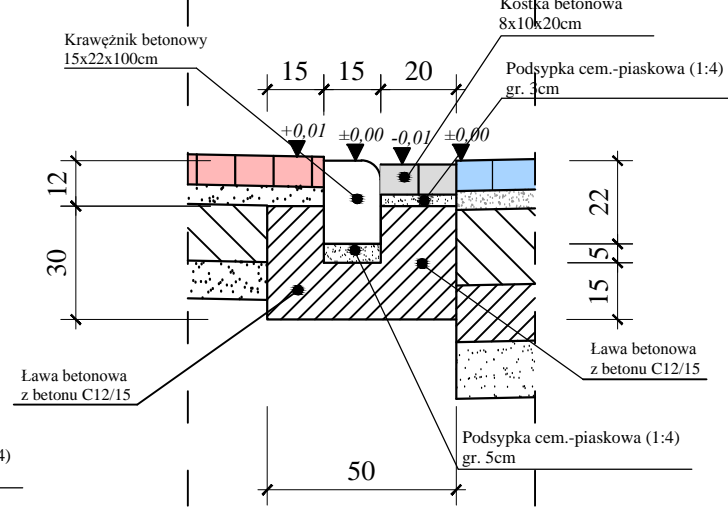 Kostka betonowa
8x10x20cm
Krawężnik betonowy
15x22x100cm
15 15 20
Podsypka cem.-piaskowa (1:4)
gr. 3cm
+0,01 ±0,00 -0,01 ±0,00
12
30
22
5
15
Ława betonowa
z betonu C12/15
Ława betonowa
z betonu C12/15
Podsypka cem.-piaskowa (1:4)
gr. 5cm
4)
50